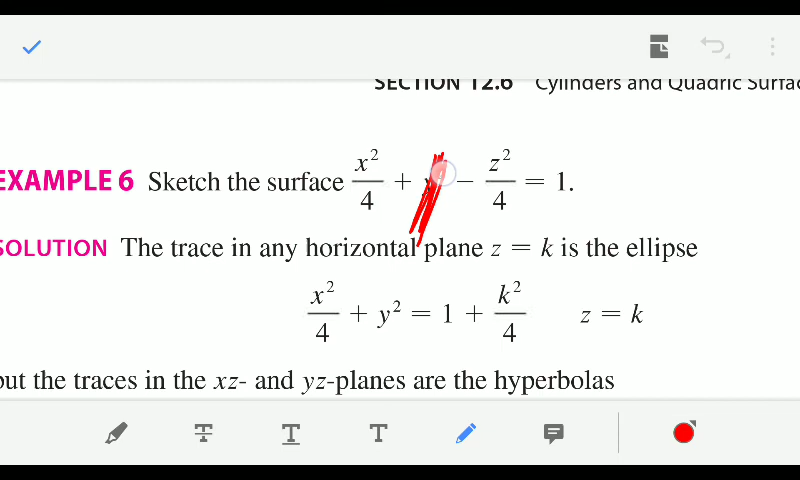 SECTION 12.6 Cylinders and Quadric Surfac
EXAMPLE 6 Sketch the surface x²/4 + − z²/4 = 1.
SOLUTION The trace in any horizontal plane z = k is the ellipse
x²/4 + y² = 1 + k²/4 z = k
but the traces in the xz- and yz-planes are the hyperbolas
T T T